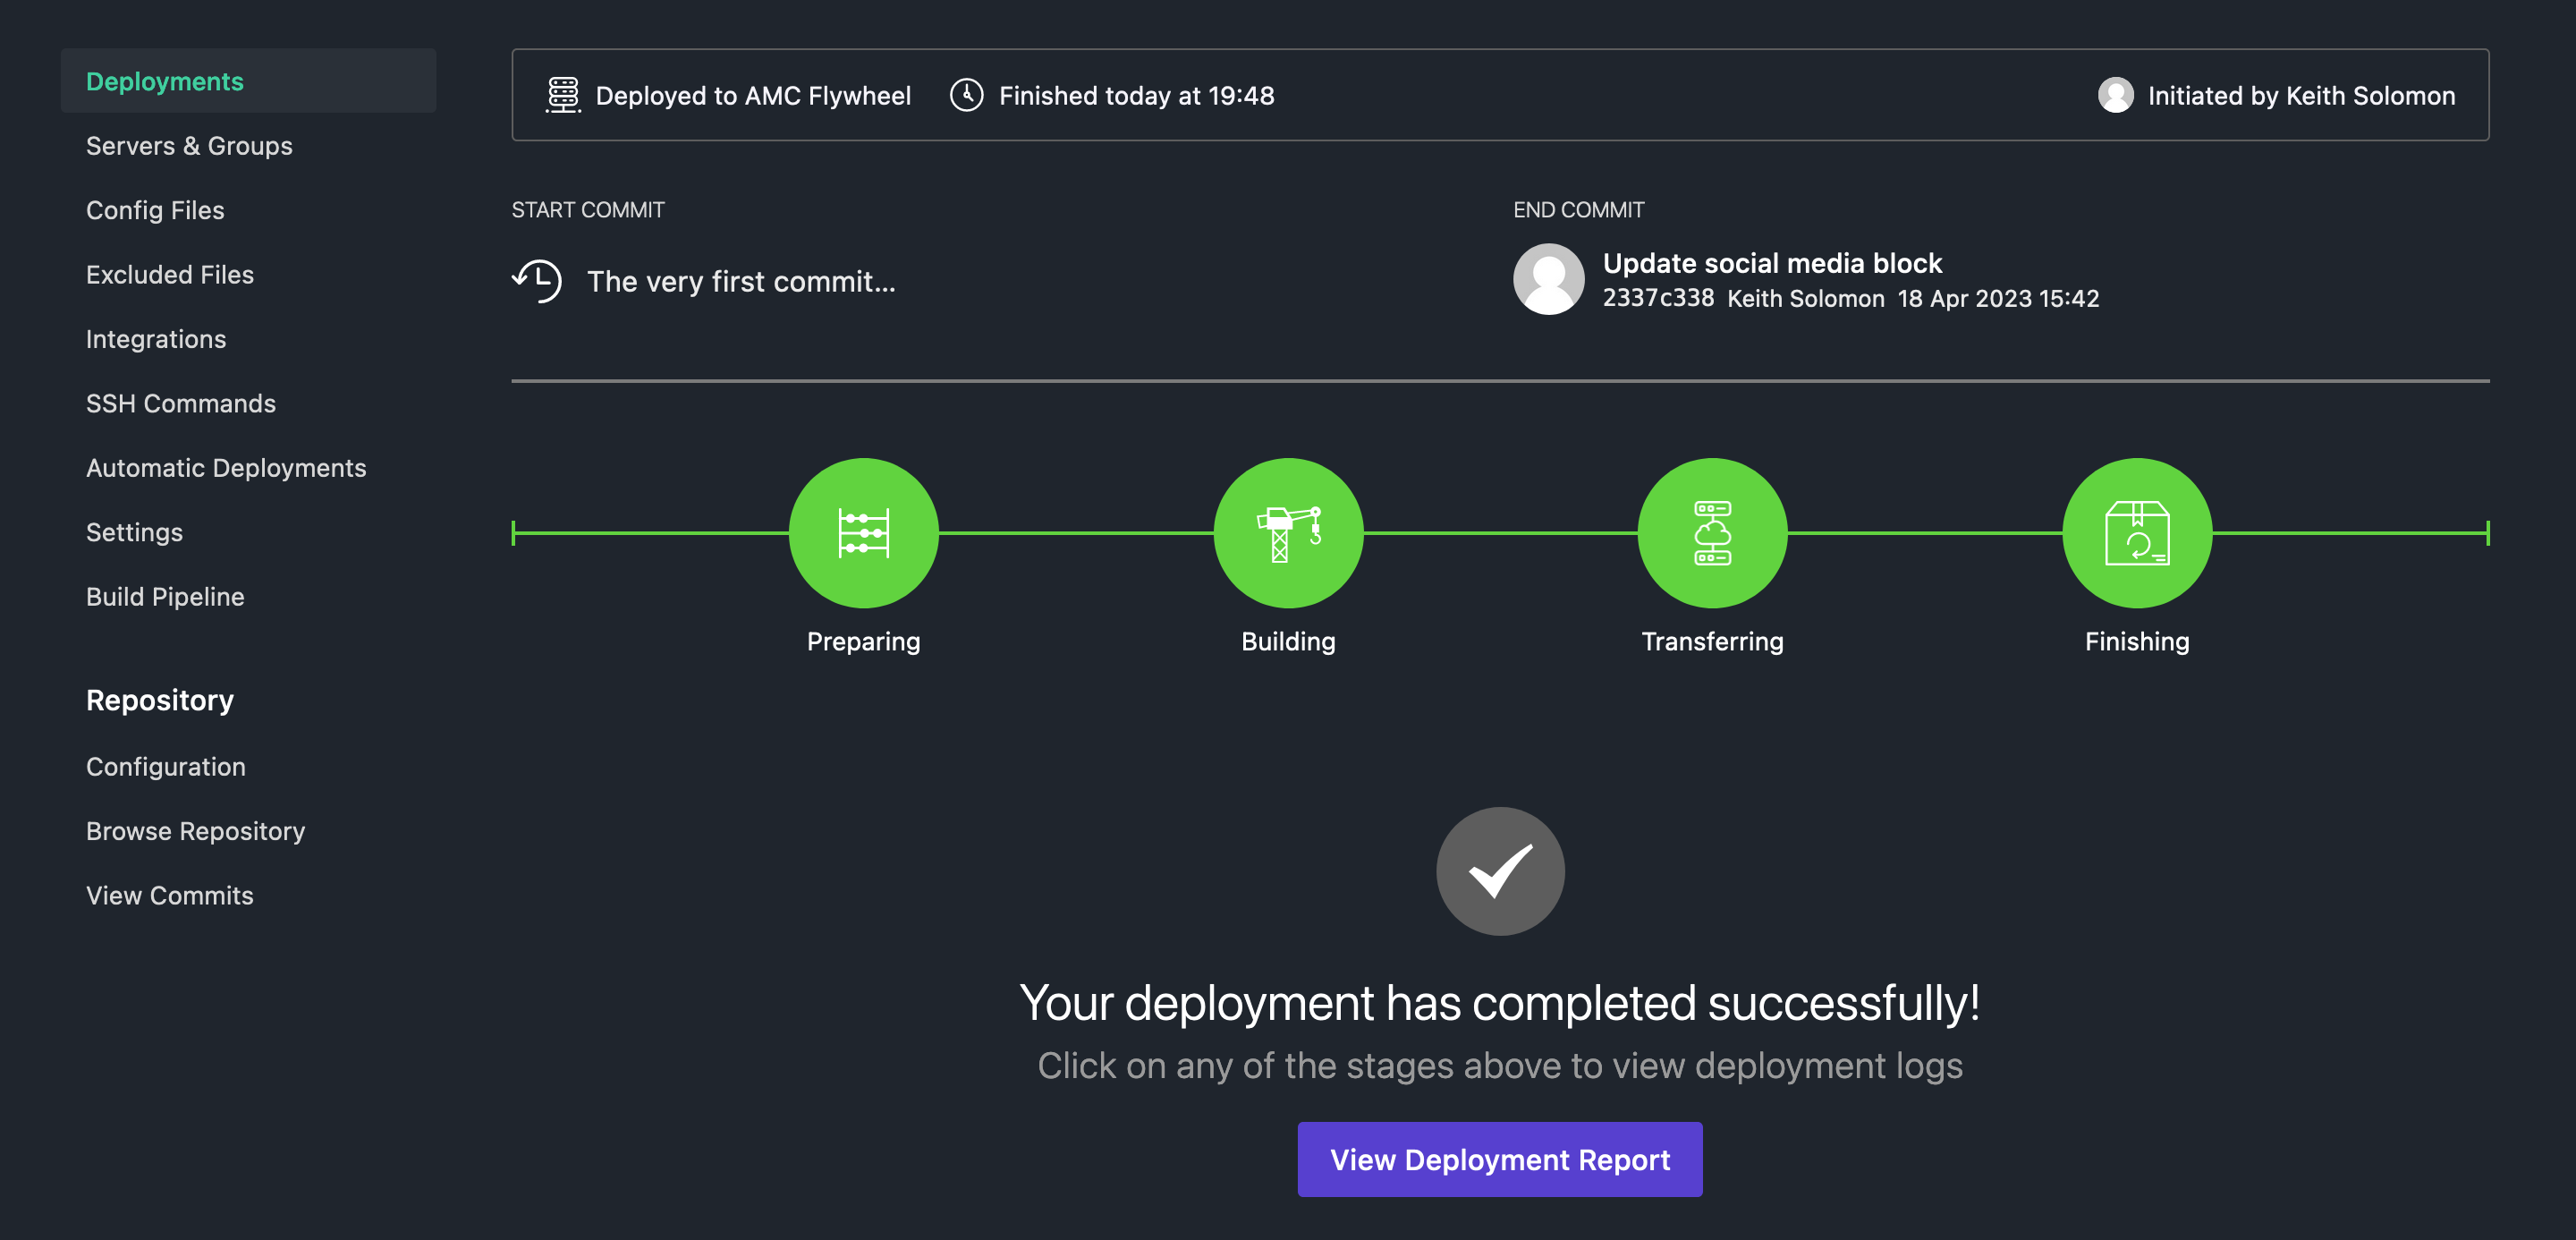 Deployments
Servers & Groups
Config Files
Excluded Files
Integrations
SSH Commands
Automatic Deployments
Settings
Build Pipeline
Repository
Configuration
Browse Repository
View Commits
Deployed to AMC Flywheel Finished today at 19:48 Initiated by Keith Solomon
START COMMIT
The very first commit...
END COMMIT
Update social media block
2337c338 Keith Solomon 18 Apr 2023 15:42
Preparing Building Transferring Finishing
Your deployment has completed successfully!
Click on any of the stages above to view deployment logs
View Deployment Report